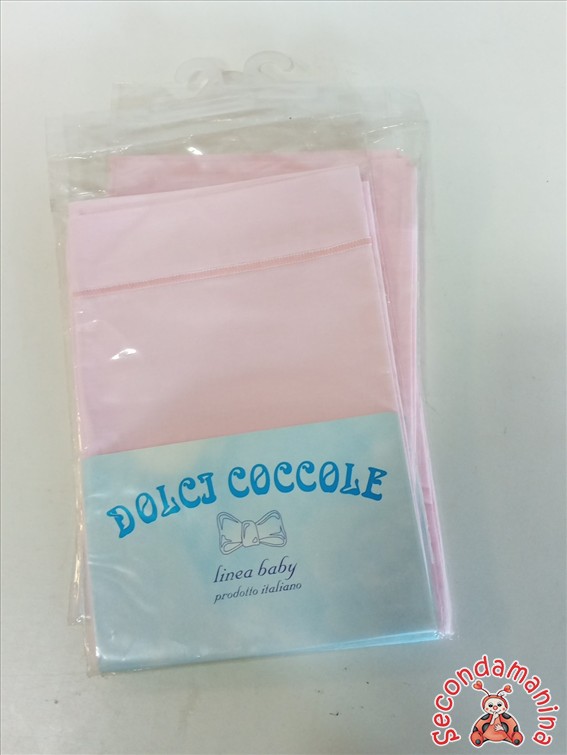 DOLCI COCCOLE
linea baby
prodotto italiano
Secondamanina